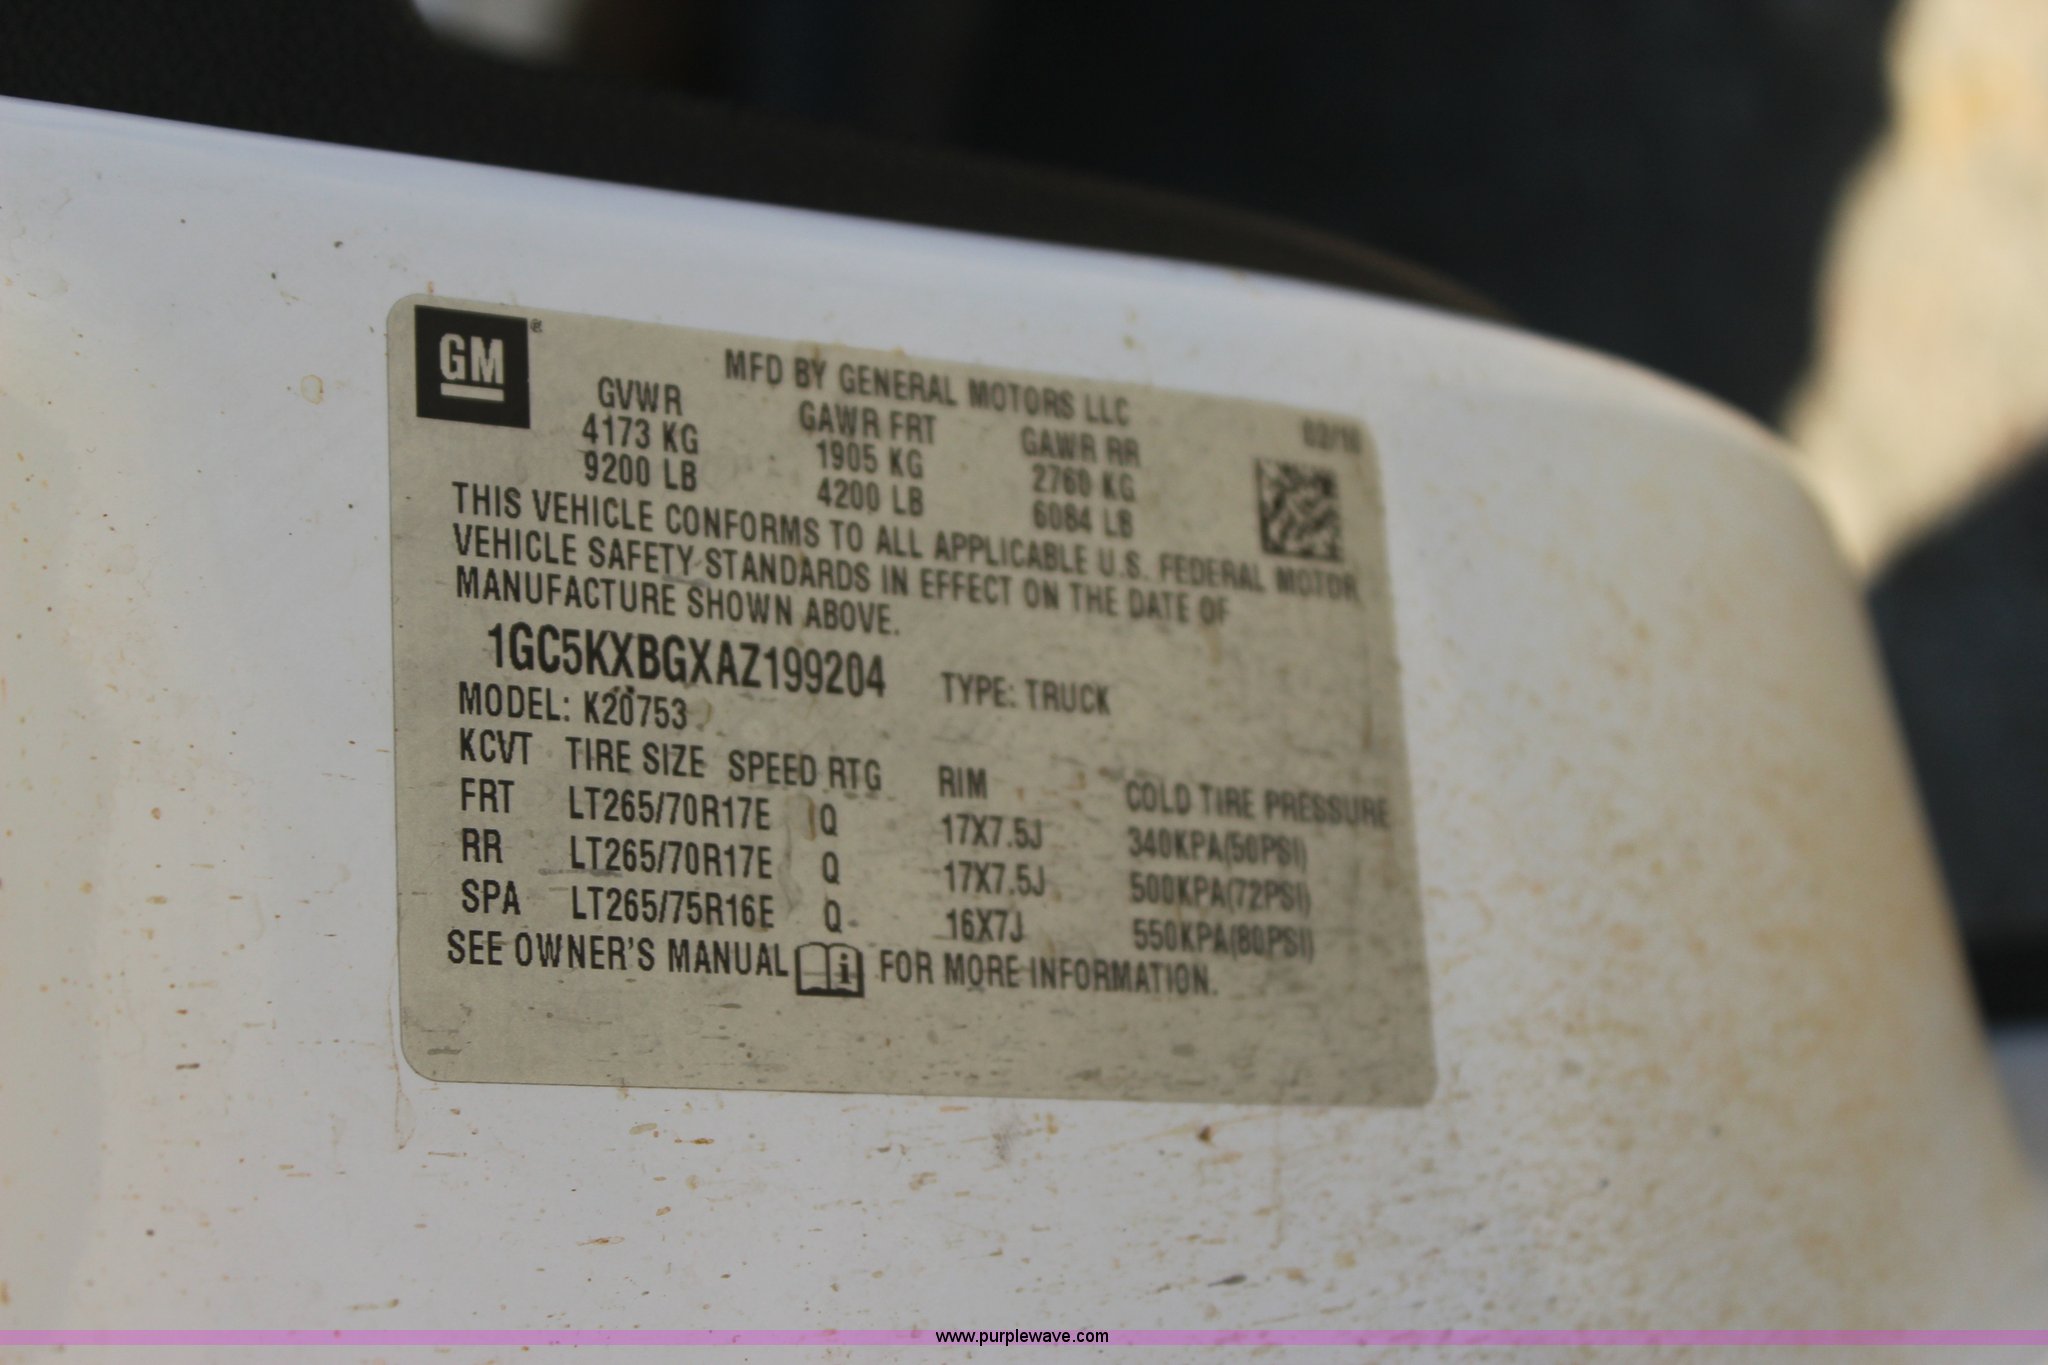 GM
MFD BY GENERAL MOTORS LLC
GVWR GAWR FRT GAWR RR
4173 KG 1905 KG 2760 KG
9200 LB 4200 LB 6084 LB
THIS VEHICLE CONFORMS TO ALL APPLICABLE U.S. FEDERAL MOTOR
VEHICLE SAFETY STANDARDS IN EFFECT ON THE DATE OF
MANUFACTURE SHOWN ABOVE.
1GC5KXBGXAZ199204 TYPE: TRUCK
MODEL: K20753
KCVT TIRE SIZE SPEED RTG RIM COLD TIRE PRESSURE
FRT LT265/70R17E Q 17X7.5J 340KPA(50PSI)
RR LT265/70R17E Q 17X7.5J 500KPA(72PSI)
SPA LT265/75R16E Q 16X7J 550KPA(80PSI)
SEE OWNER'S MANUAL i FOR MORE INFORMATION.
www.purplewave.com